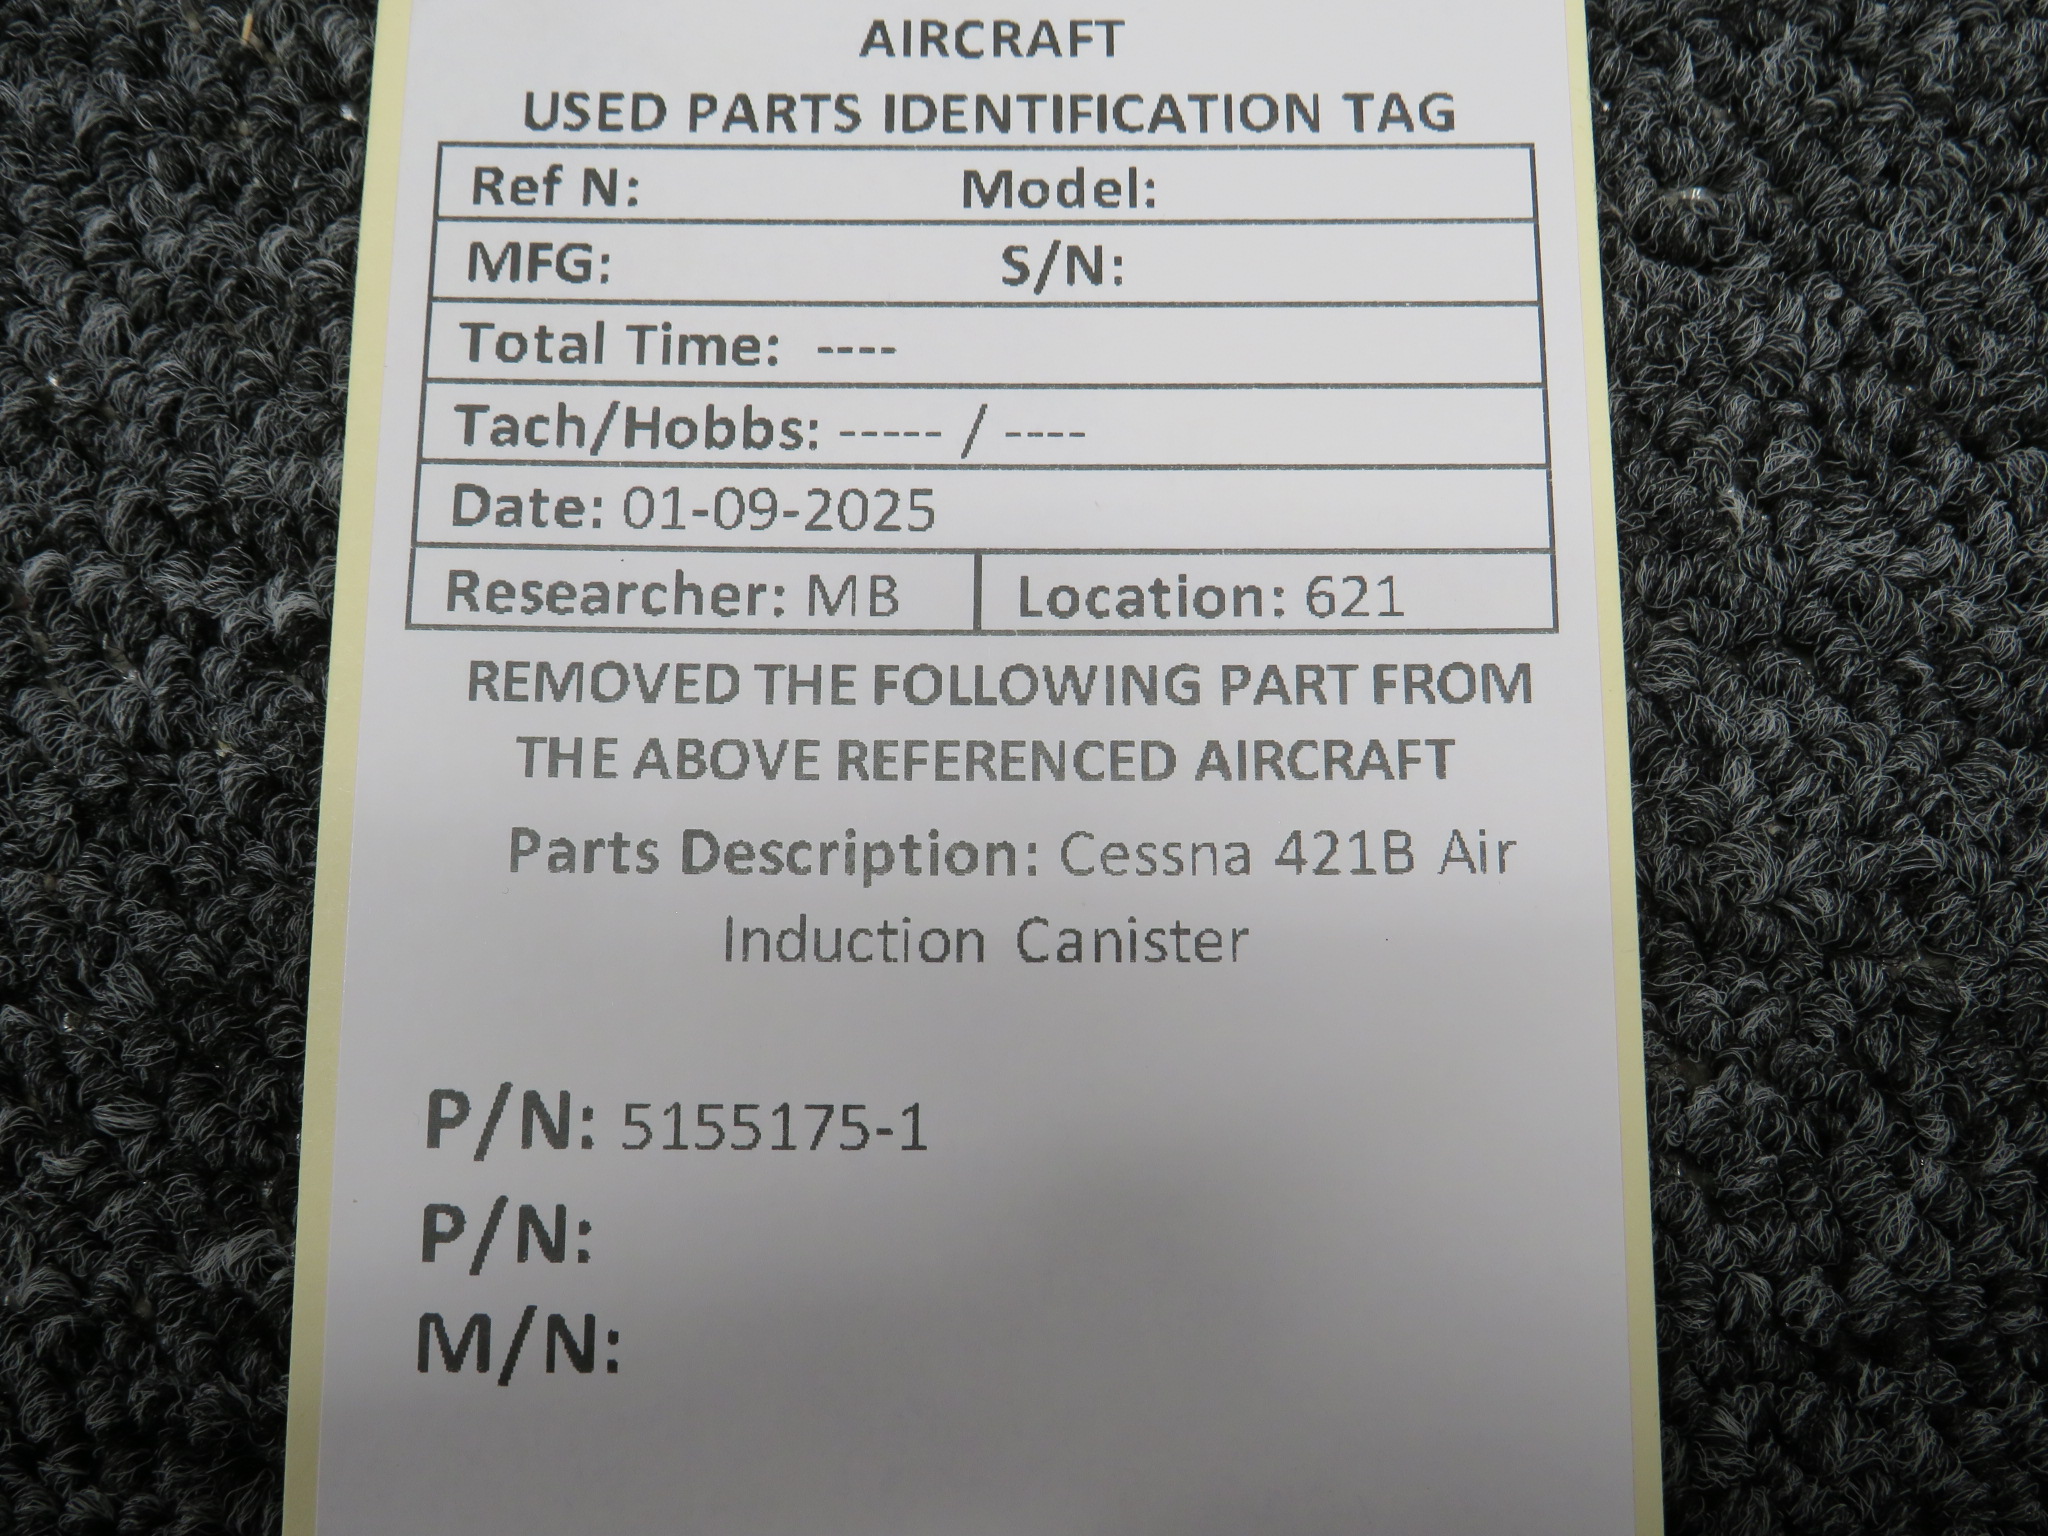 AIRCRAFT
USED PARTS IDENTIFICATION TAG
Ref N: Model:
MFG: S/N:
Total Time: ----
Tach/Hobbs: ----- / ----
Date: 01-09-2025
Researcher: MB Location: 621
REMOVED THE FOLLOWING PART FROM
THE ABOVE REFERENCED AIRCRAFT
Parts Description: Cessna 421B Air
Induction Canister
P/N: 5155175-1
P/N:
M/N: